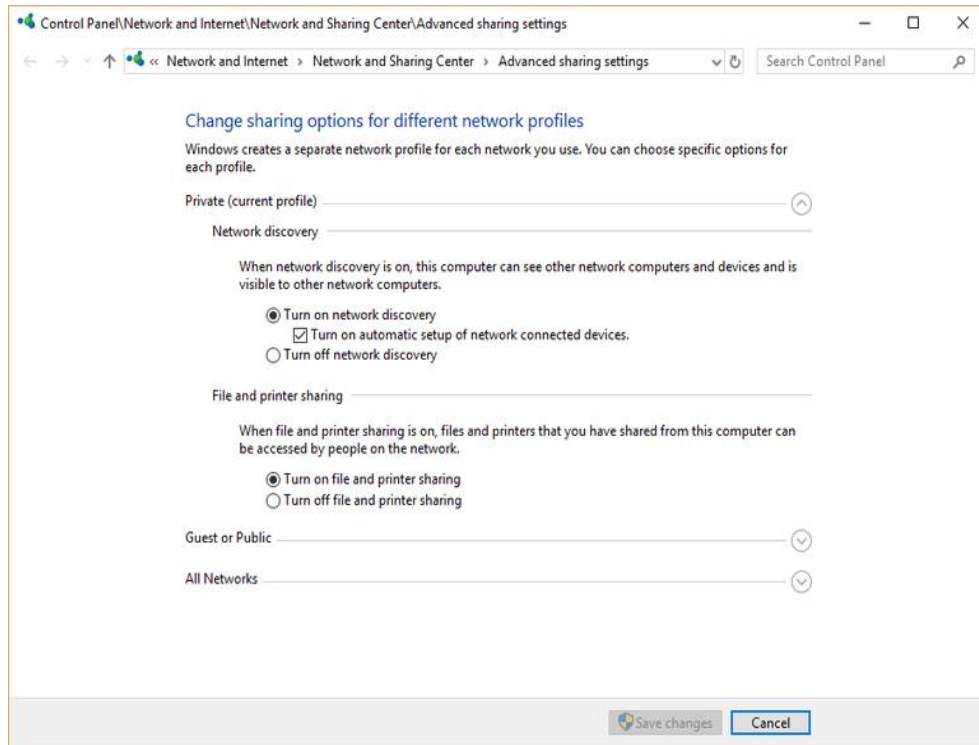 Control Panel\Network and Internet\Network and Sharing Center\Advanced sharing settings
« Network and Internet > Network and Sharing Center > Advanced sharing settings
Search Control Panel
Change sharing options for different network profiles
Windows creates a separate network profile for each network you use. You can choose specific options for
each profile.
Private (current profile)
Network discovery
When network discovery is on, this computer can see other network computers and devices and is
visible to other network computers.
Turn on network discovery
Turn on automatic setup of network connected devices.
Turn off network discovery
File and printer sharing
When file and printer sharing is on, files and printers that you have shared from this computer can
be accessed by people on the network.
Turn on file and printer sharing
Turn off file and printer sharing
Guest or Public
All Networks
Save changes
Cancel